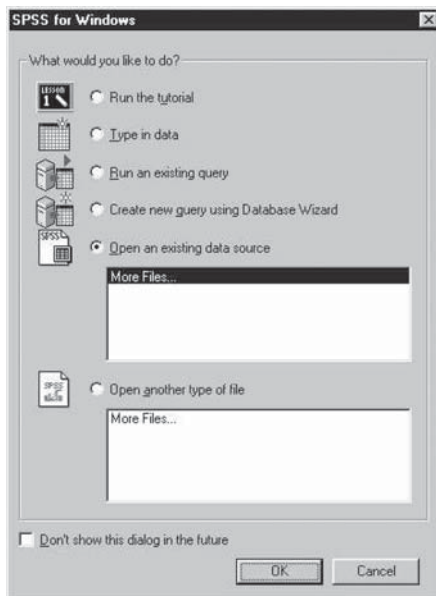 SPSS for Windows
What would you like to do?
LESSON
1
Run the tutorial
Type in data
Run an existing query
Create new query using Database Wizard
SPSS
Open an existing data source
More Files...
SPSS
Open another type of file
More Files...
Don't show this dialog in the future
OK
Cancel